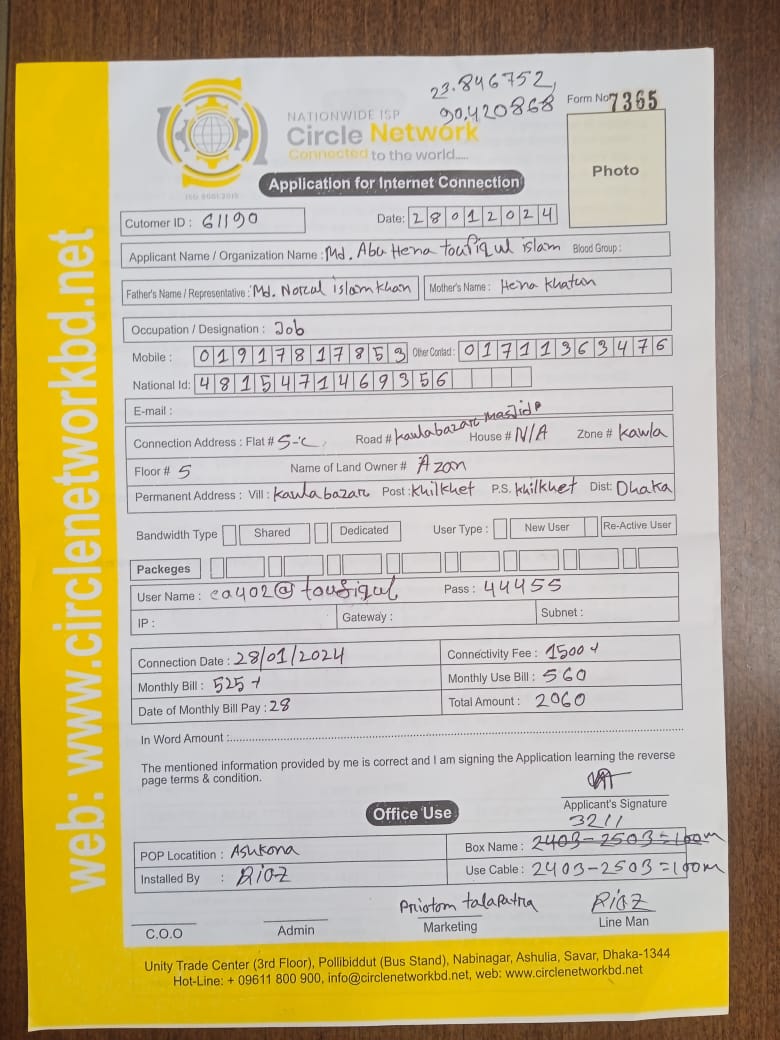 23.846752,
90.420868
Form No 7365
NATIONWIDE ISP
Circle Network
Connected to the world.....
ISO 9001:2015
Photo
Application for Internet Connection
Cutomer ID : 61190
Date: 28012024
Applicant Name / Organization Name : Md. Abu Hena toufiqul islam Blood Group :
Father's Name / Representative : Md. Norcul islam khan Mother's Name : Hena Khatun
Occupation / Designation : Job
Mobile : 01917817853 Other Contact : 01711363476
National Id: 4815471469356
E-mail :
Connection Address : Flat # 5-C Road # kawlabazar masjid House # N/A Zone # kawla
Floor # 5 Name of Land Owner # Azan
Permanent Address : Vill : kawlabazar Post : Khilkhet P.S. Khilkhet Dist: Dhaka
Bandwidth Type Shared Dedicated User Type : New User Re-Active User
Packeges
User Name : ca402@toufiqul Pass : 44455
IP : Gateway : Subnet :
Connection Date : 28/01/2024 Connectivity Fee : 1500
Monthly Bill : 525 Monthly Use Bill : 560
Date of Monthly Bill Pay : 28 Total Amount : 2060
In Word Amount :
The mentioned information provided by me is correct and I am signing the Application learning the reverse
page terms & condition.
Applicant's Signature
Office Use
3211
POP Locatition : Ashkona Box Name : 2403-2503=100m
Installed By : Riaz Use Cable : 2403-2503=100m
Priotom talapatra Riaz
C.O.O Admin Marketing Line Man
Unity Trade Center (3rd Floor), Pollibiddut (Bus Stand), Nabinagar, Ashulia, Savar, Dhaka-1344
Hot-Line: + 09611 800 900, info@circlenetworkbd.net, web: www.circlenetworkbd.net
web: www.circlenetworkbd.net